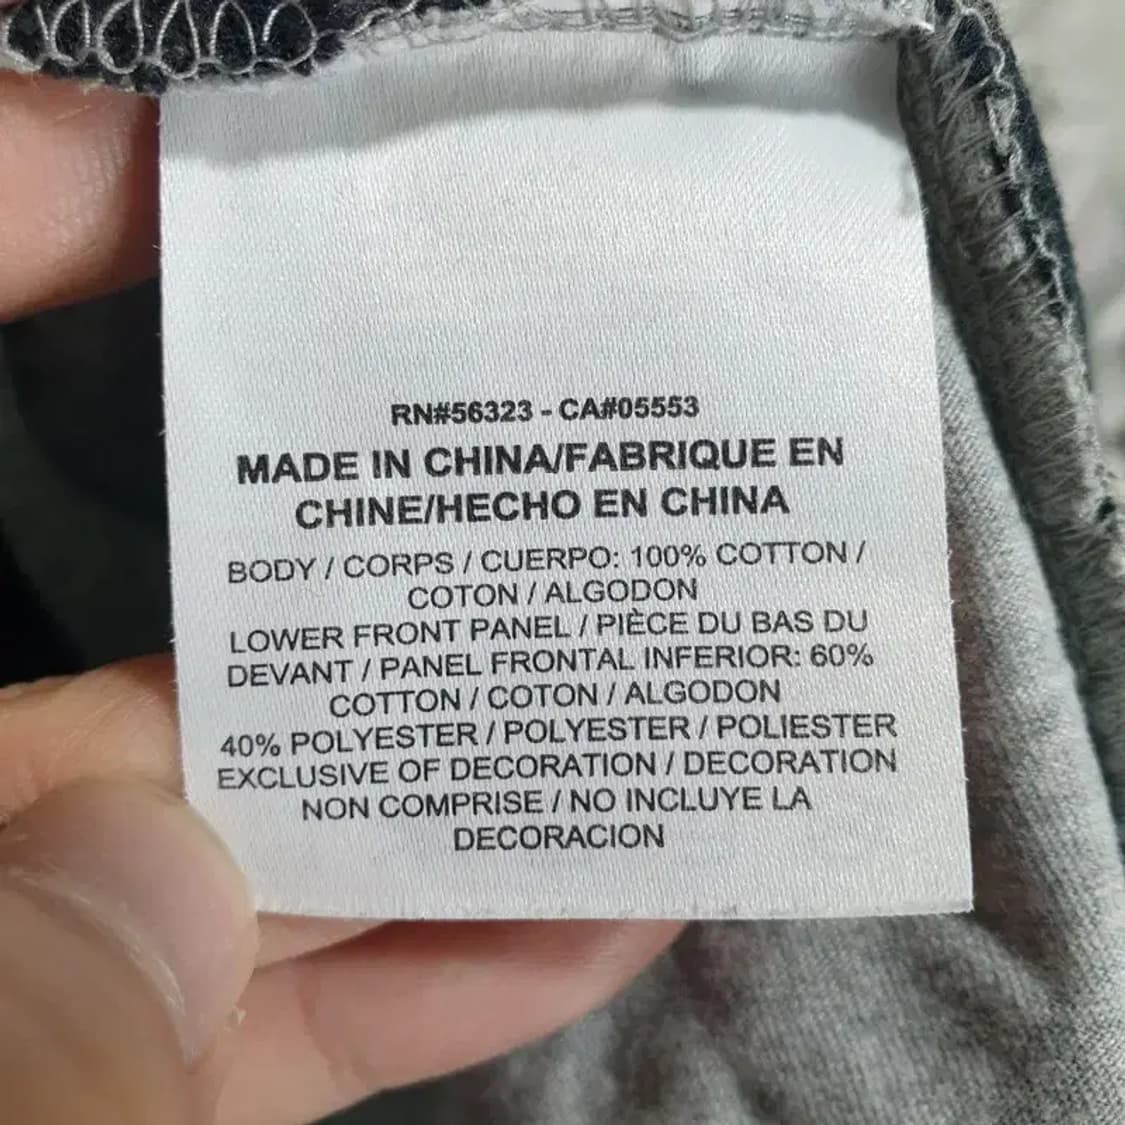 RN#56323 - CA#05553
MADE IN CHINA/FABRIQUE EN
CHINE/HECHO EN CHINA
BODY / CORPS / CUERPO: 100% COTTON /
COTON / ALGODON
LOWER FRONT PANEL / PIÈCE DU BAS DU
DEVANT / PANEL FRONTAL INFERIOR: 60%
COTTON / COTON / ALGODON
40% POLYESTER / POLYESTER / POLIESTER
EXCLUSIVE OF DECORATION / DECORATION
NON COMPRISE / NO INCLUYE LA
DECORACION